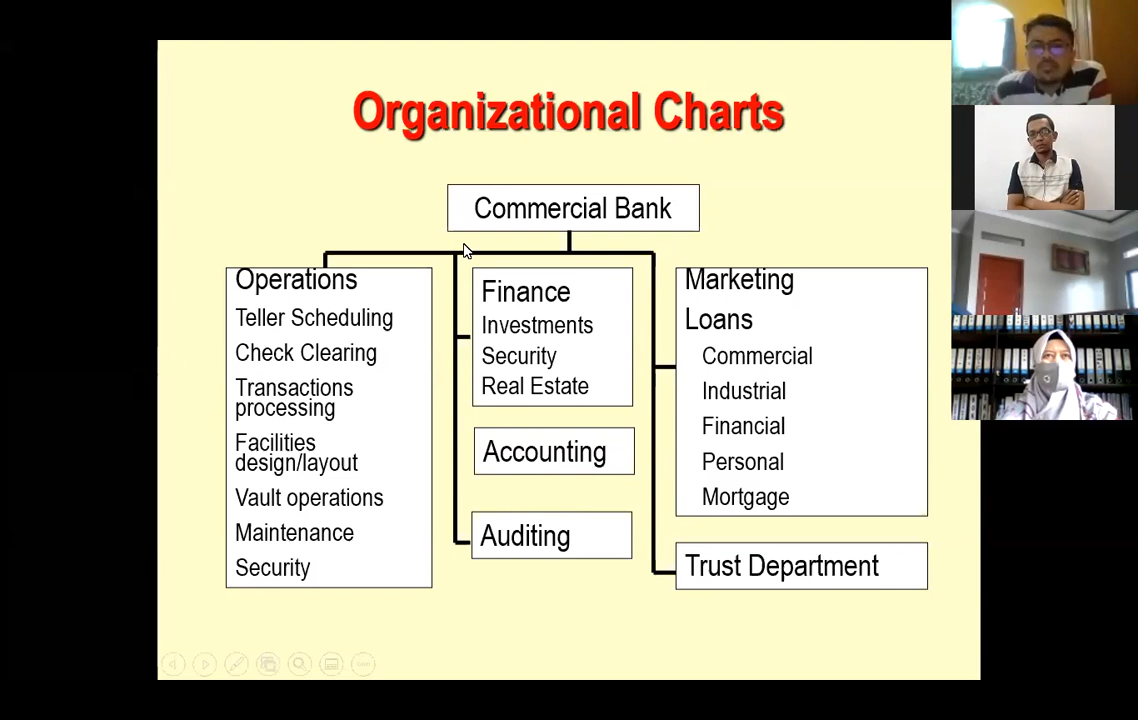 Organizational Charts
Commercial Bank
Operations
Teller Scheduling
Check Clearing
Transactions
processing
Facilities
design/layout
Vault operations
Maintenance
Security
Finance
Investments
Security
Real Estate
Accounting
Auditing
Marketing
Loans
Commercial
Industrial
Financial
Personal
Mortgage
Trust Department